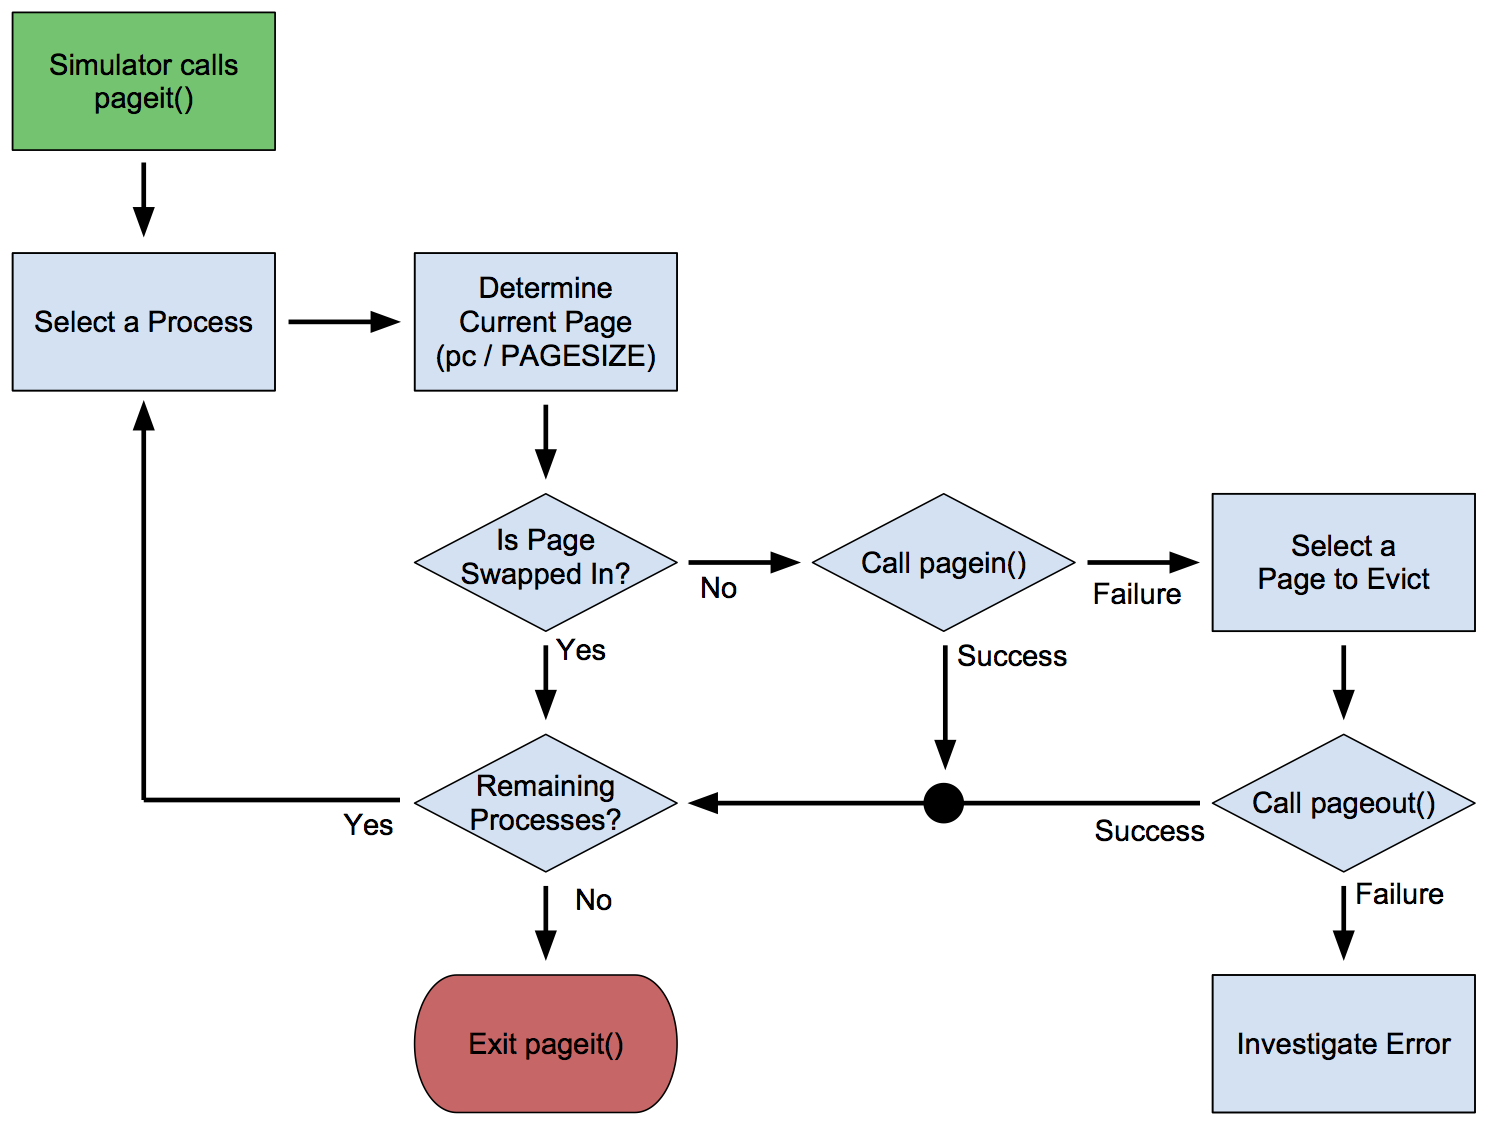 Simulator calls
pageit()
Select a Process
Determine
Current Page
(pc / PAGESIZE)
Is Page
Swapped In?
No
Call pagein()
Failure
Select a
Page to Evict
Yes
Success
Remaining
Processes?
Yes
Success
Call pageout()
No
Failure
Exit pageit()
Investigate Error